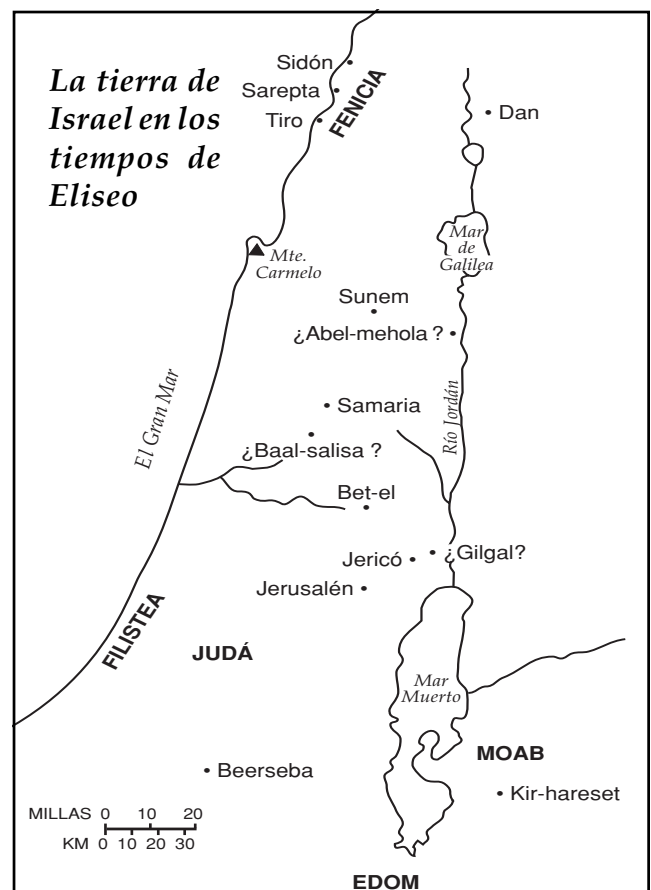 La tierra de
Israel en los
tiempos de
Eliseo
Sidón
Sarepta
Tiro
FENICIA
Dan
Mar
de
Galilea
Mte.
Carmelo
Sunem
¿Abel-mehola ?
El Gran Mar
Samaria
Río Jordán
¿Baal-salisa ?
Bet-el
¿Gilgal?
Jericó
Jerusalén
FILISTEA
JUDÁ
Mar
Muerto
MOAB
Beerseba
Kir-hareset
MILLAS 0 10 20
KM 0 10 20 30
EDOM